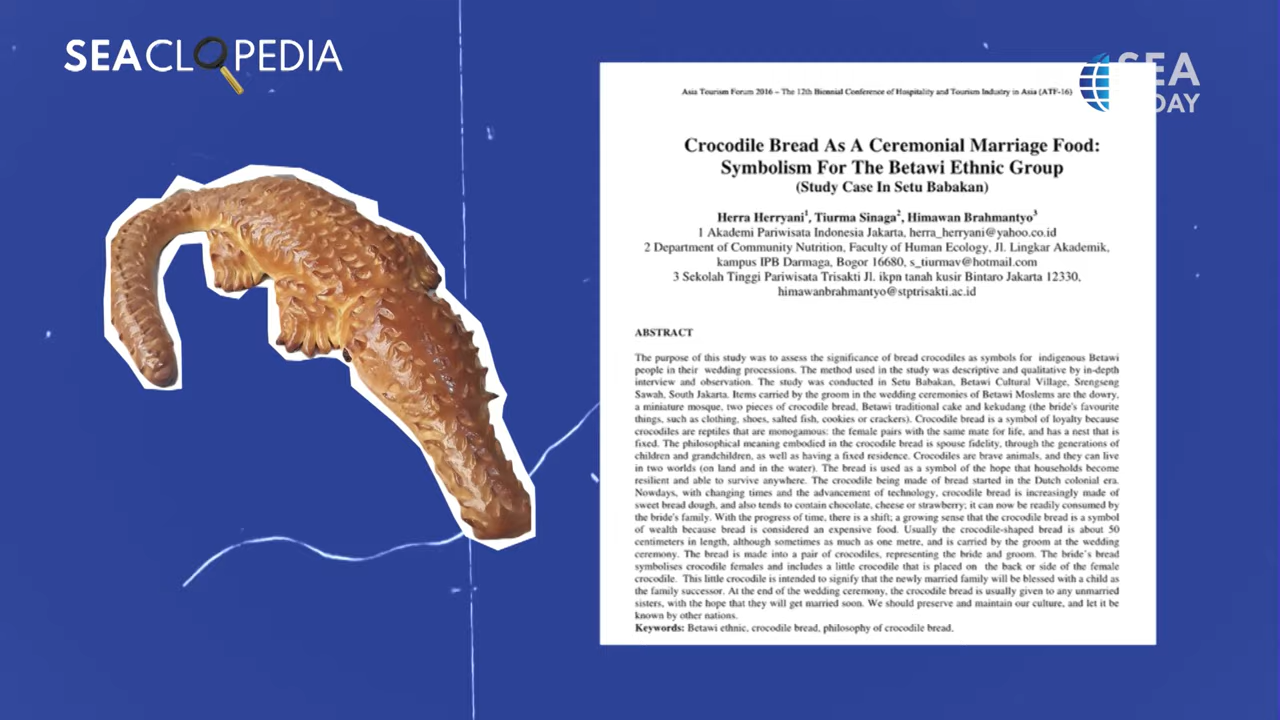 SEACLOPEDIA
SEA
DAY
Asia Tourism Forum 2016 – The 12th Biennial Conference of Hospitality and Tourism Industry in Asia (ATF-16)
Crocodile Bread As A Ceremonial Marriage Food:
Symbolism For The Betawi Ethnic Group
(Study Case In Setu Babakan)
Herra Herryani1, Tiurma Sinaga2, Himawan Brahmantyo3
1 Akademi Pariwisata Indonesia Jakarta, herra_herryani@yahoo.co.id
2 Department of Community Nutrition, Faculty of Human Ecology, Jl. Lingkar Akademik,
kampus IPB Darmaga, Bogor 16680, s_tiurmav@hotmail.com
3 Sekolah Tinggi Pariwisata Trisakti Jl. ikpn tanah kusir Bintaro Jakarta 12330,
himawanbrahmantyo@stptrisakti.ac.id
ABSTRACT
The purpose of this study was to assess the significance of bread crocodiles as symbols for indigenous Betawi
people in their wedding processions. The method used in the study was descriptive and qualitative by in-depth
interview and observation. The study was conducted in Setu Babakan, Betawi Cultural Village, Srengseng
Sawah, South Jakarta. Items carried by the groom in the wedding ceremonies of Betawi Moslems are the dowry,
a miniature mosque, two pieces of crocodile bread, Betawi traditional cake and kekudang (the bride's favourite
things, such as clothing, shoes, salted fish, cookies or crackers). Crocodile bread is a symbol of loyalty because
crocodiles are reptiles that are monogamous: the female pairs with the same mate for life, and has a nest that is
fixed. The philosophical meaning embodied in the crocodile bread is spouse fidelity, through the generations of
children and grandchildren, as well as having a fixed residence. Crocodiles are brave animals, and they can live
in two worlds (on land and in the water). The bread is used as a symbol of the hope that households become
resilient and able to survive anywhere. The crocodile being made of bread started in the Dutch colonial era.
Nowdays, with changing times and the advancement of technology, crocodile bread is increasingly made of
sweet bread dough, and also tends to contain chocolate, cheese or strawberry; it can now be readily consumed by
the bride's family. With the progress of time, there is a shift; a growing sense that the crocodile bread is a symbol
of wealth because bread is considered an expensive food. Usually the crocodile-shaped bread is about 50
centimeters in length, although sometimes as much as one metre, and is carried by the groom at the wedding
ceremony. The bread is made into a pair of crocodiles, representing the bride and groom. The bride's bread
symbolises crocodile females and includes a little crocodile that is placed on the back or side of the female
crocodile. This little crocodile is intended to signify that the newly married family will be blessed with a child as
the family successor. At the end of the wedding ceremony, the crocodile bread is usually given to any unmarried
sisters, with the hope that they will get married soon. We should preserve and maintain our culture, and let it be
known by other nations.
Keywords: Betawi ethnic, crocodile bread, philosophy of crocodile bread.